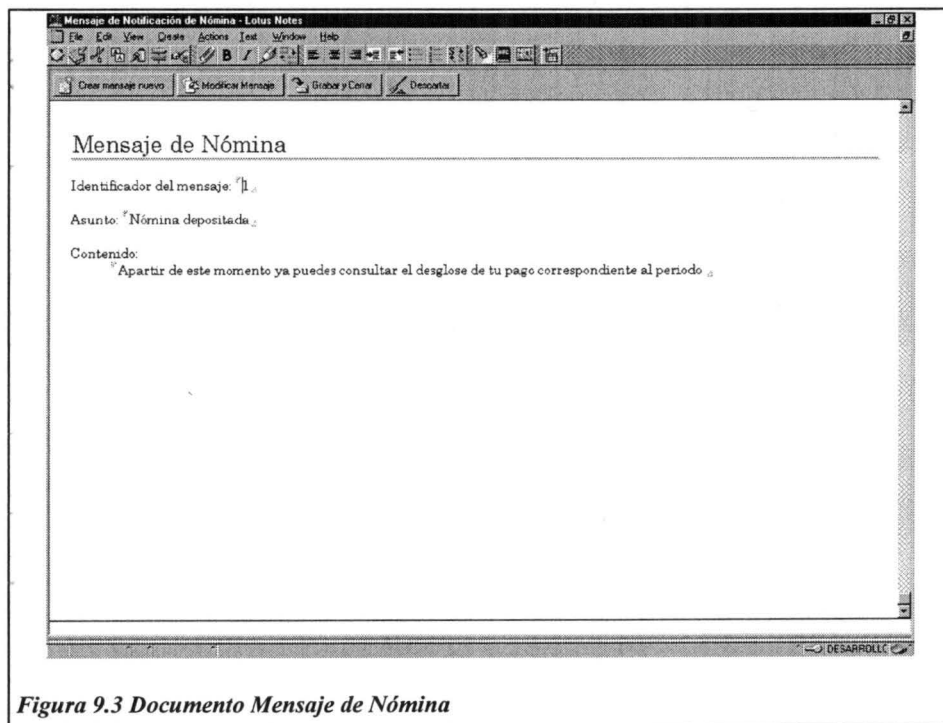 Mensaje de Notificación de Nómina - Lotus Notes
File Edit View Create Actions Text Window Help
Crear mensaje nuevo Modificar Mensaje Grabar y Cerrar Descartar
Mensaje de Nómina
Identificador del mensaje: 1
Asunto: Nómina depositada
Contenido:
Apartir de este momento ya puedes consultar el desglose de tu pago correspondiente al periodo
DESARROLLO
Figura 9.3 Documento Mensaje de Nómina